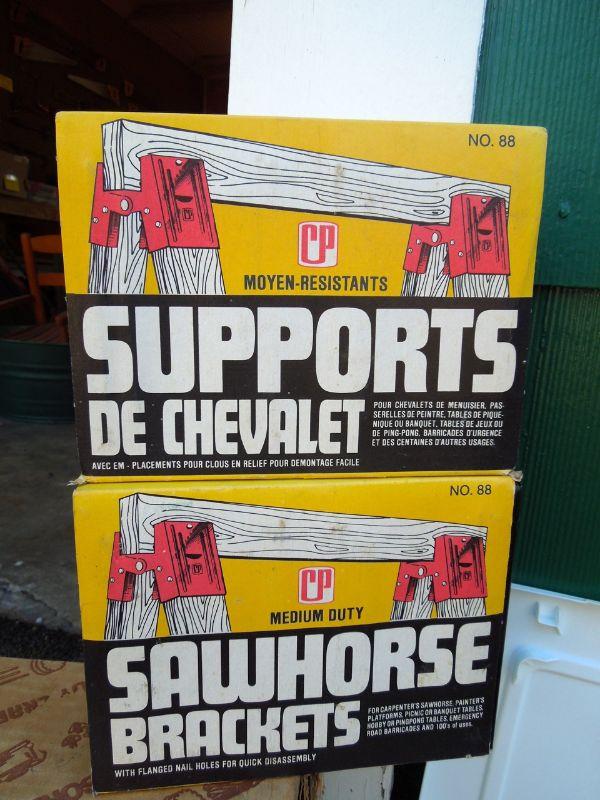 NO. 88
CP
MOYEN-RESISTANTS
SUPPORTS
DE CHEVALET
POUR CHEVALETS DE MENUISIER, PAS-
SERELLES DE PEINTRE, TABLES DE PIQUE-
NIQUE OU BANQUET, TABLES DE JEUX OU
DE PING-PONG, BARRICADES D'URGENCE
ET DES CENTAINES D'AUTRES USAGES.
AVEC EM - PLACEMENTS POUR CLOUS EN RELIEF POUR DEMONTAGE FACILE
NO. 88
CP
MEDIUM DUTY
SAWHORSE
BRACKETS
FOR CARPENTER'S SAWHORSE, PAINTER'S
PLATFORMS, PICNIC OR BANQUET TABLES,
HOBBY OR PINGPONG TABLES, EMERGENCY
ROAD BARRICADES AND 100's of uses.
WITH FLANGED NAIL HOLES FOR QUICK DISASSEMBLY